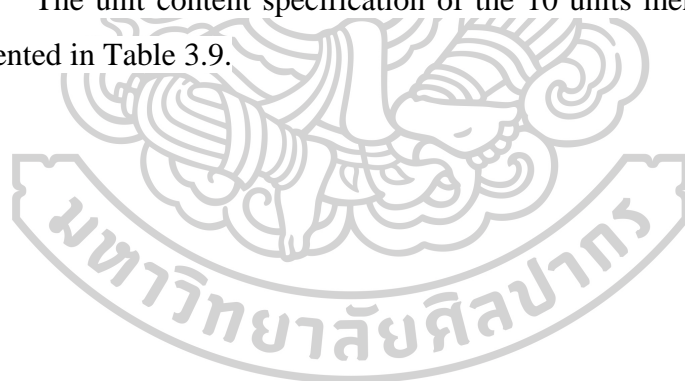 The unit content specification of the 10 units
ented in Table 3.9.
มหาวิทยาลัยศิลปากร